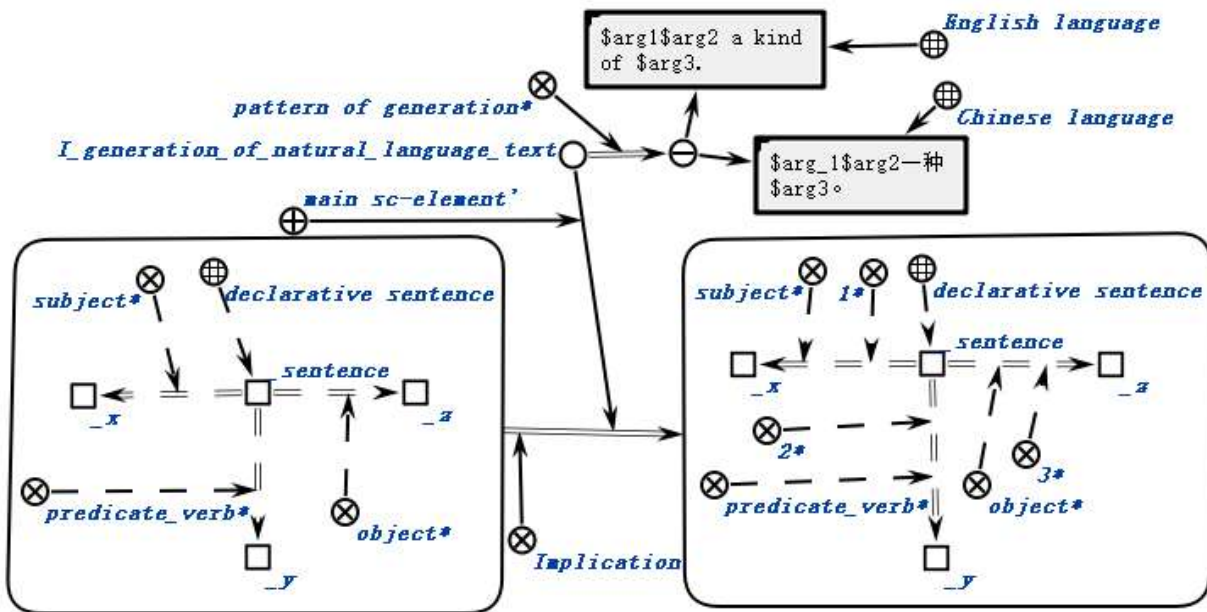 English language
$arg1$arg2 a kind
of $arg3.
pattern of generation*
Chinese language
I_generation_of_natural_language_text
$arg_1$arg2一种
$arg3。
main sc-element'
subject*
declarative sentence
_sentence
_x
_z
predicate_verb*
object*
_y
Implication
subject*
1*
declarative sentence
_sentence
_x
_z
2*
3*
predicate_verb*
object*
_y